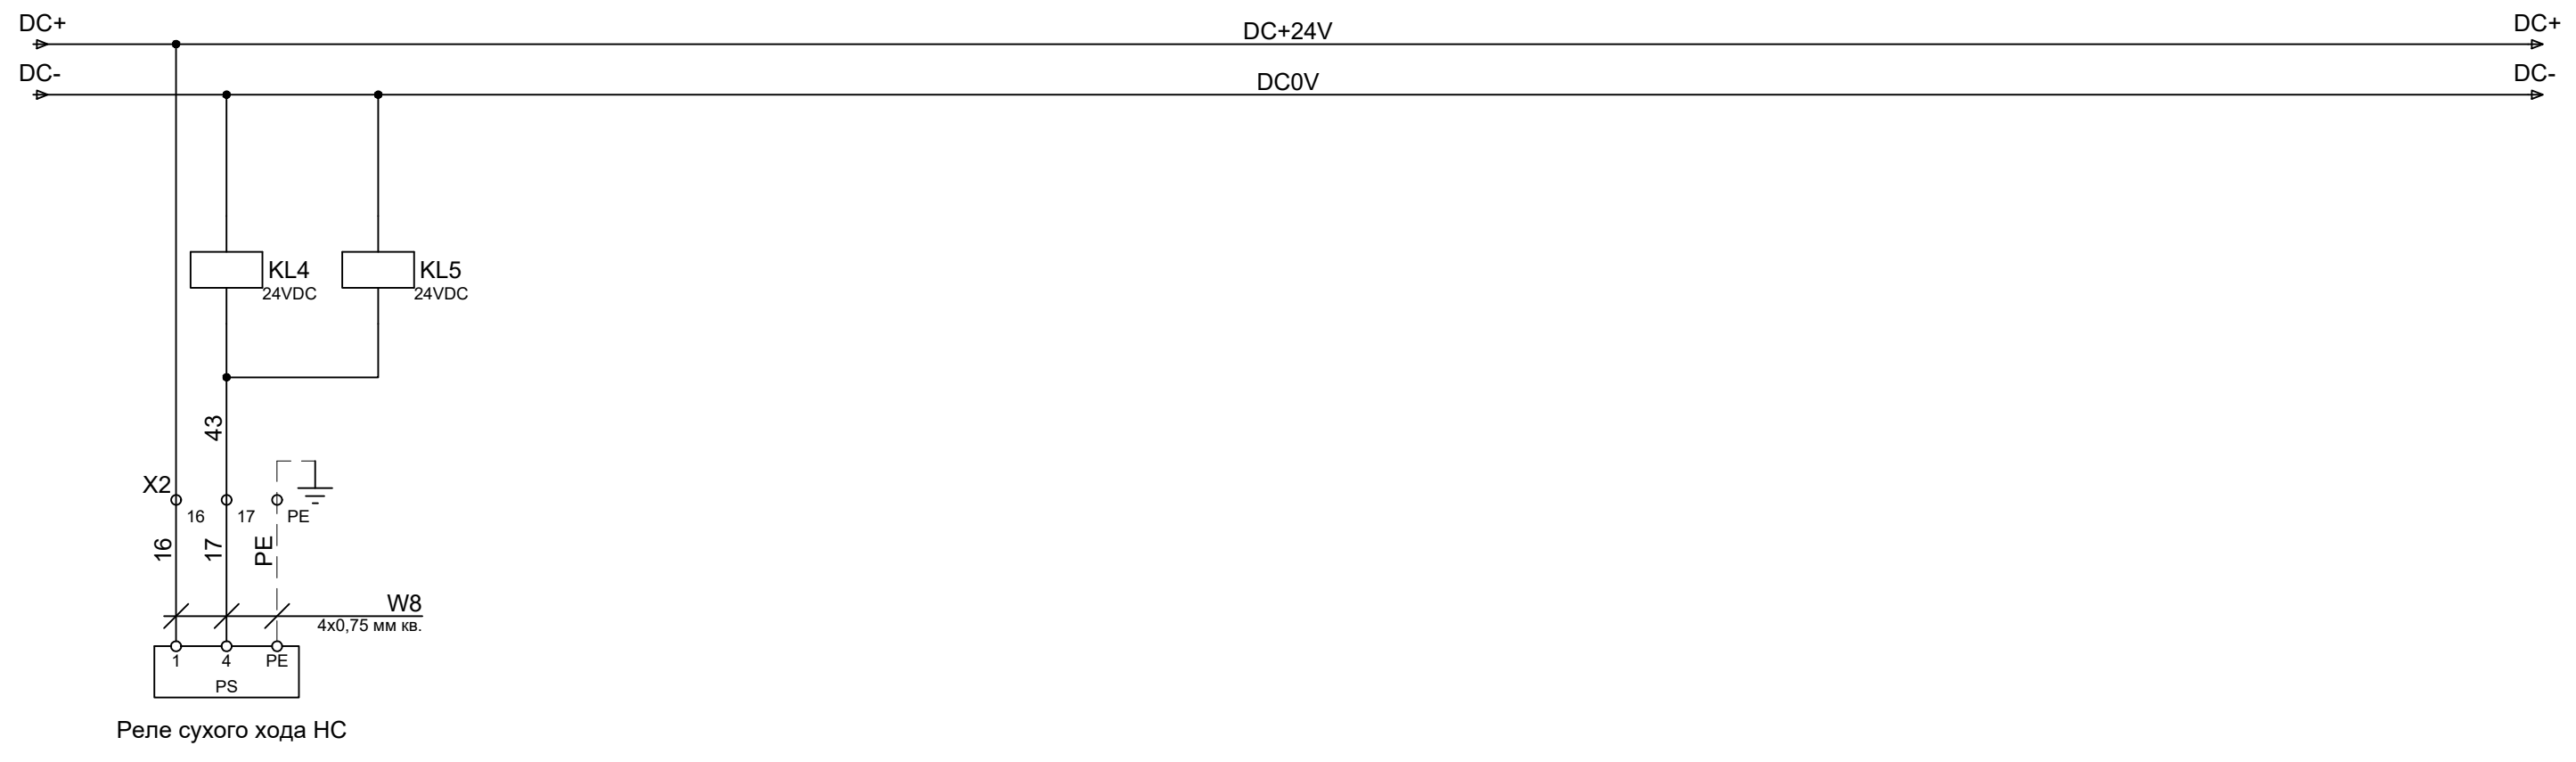 DC+
DC+24V
DC+
DC-
DC0V
DC-
KL4
24VDC
KL5
24VDC
43
X2
16
17
PE
16
17
PE
W8
4x0,75 мм кв.
1
4
PE
PS
Реле сухого хода НС